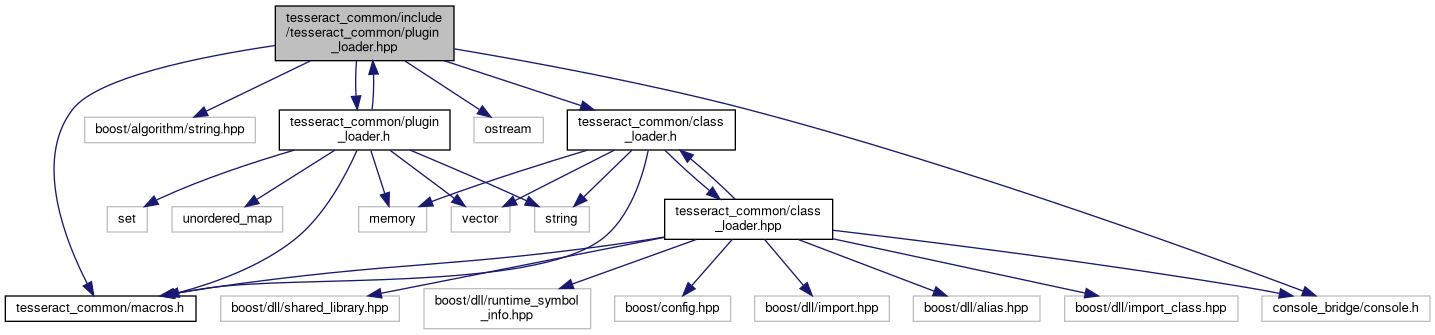 tesseract_common/include
/tesseract_common/plugin
_loader.hpp
boost/algorithm/string.hpp
tesseract_common/plugin
_loader.h
ostream
tesseract_common/class
_loader.h
set
unordered_map
memory
vector
string
tesseract_common/class
_loader.hpp
tesseract_common/macros.h
boost/dll/shared_library.hpp
boost/dll/runtime_symbol
_info.hpp
boost/config.hpp
boost/dll/import.hpp
boost/dll/alias.hpp
boost/dll/import_class.hpp
console_bridge/console.h